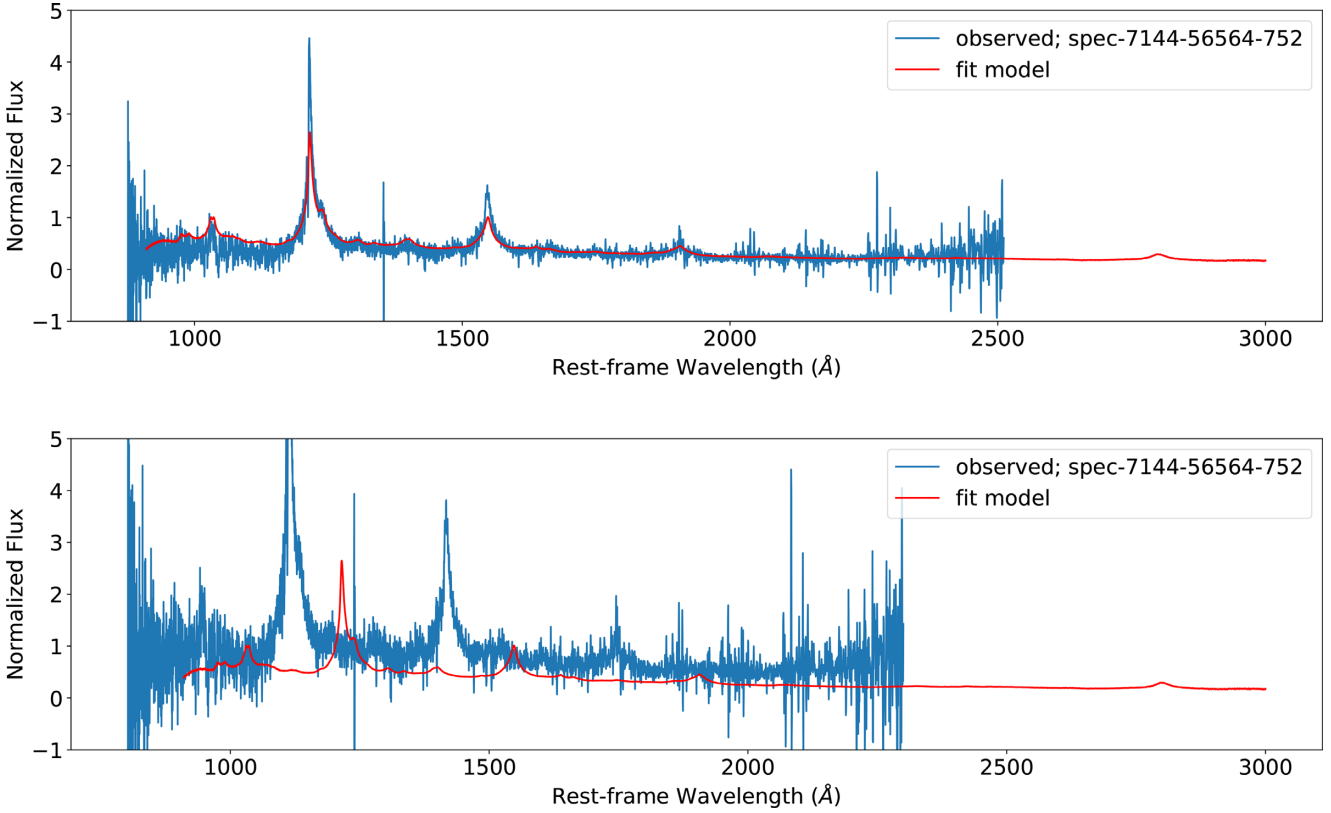 5
4
3
2
1
0
−1
Normalized Flux
observed; spec-7144-56564-752
fit model
1000 1500 2000 2500 3000
Rest-frame Wavelength (Å)
5
4
3
2
1
0
−1
Normalized Flux
observed; spec-7144-56564-752
fit model
1000 1500 2000 2500 3000
Rest-frame Wavelength (Å)